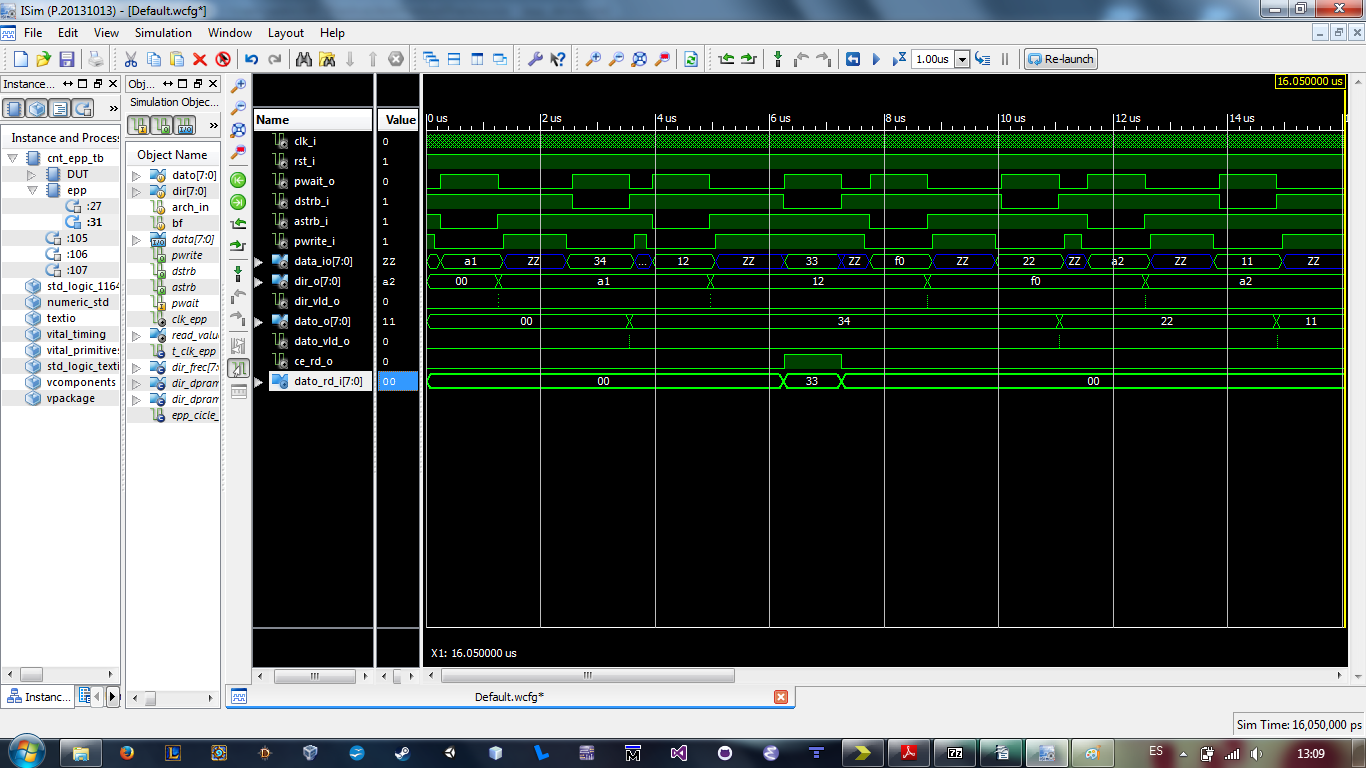 ISim (P.20131013) - [Default.wcfg*]
File Edit View Simulation Window Layout Help
1.00us
Re-launch
Instance...
Obj...
Simulation Objec...
Instance and Proces
cnt_epp_tb
DUT
epp
:27
:31
:105
:106
:107
std_logic_1164
numeric_std
textio
vital_timing
vital_primitives
std_logic_texti
vcomponents
vpackage
Object Name
dato[7:0]
dir[7:0]
arch_in
bf
data[7:0]
pwrite
dstrb
astrb
pwait
clk_epp
read_valu
t_clk_epp
dir_frec[7:
dir_dpram
dir_dpram
epp_cicle_
16.050000 us
Name Value
0 us 2 us 4 us 6 us 8 us 10 us 12 us 14 us
clk_i 0
rst_i 1
pwait_o 0
dstrb_i 1
astrb_i 1
pwrite_i 1
data_io[7:0] ZZ a1 ZZ 34 ... 12 ZZ 33 ZZ f0 ZZ 22 ZZ a2 ZZ 11 ZZ
dir_o[7:0] a2 00 a1 12 f0 a2
dir_vld_o 0
dato_o[7:0] 11 00 34 22 11
dato_vld_o 0
ce_rd_o 0
dato_rd_i[7:0] 00 00 33 00
X1: 16.050000 us
Instanc...
Default.wcfg*
Sim Time: 16,050,000 ps
ES
13:09